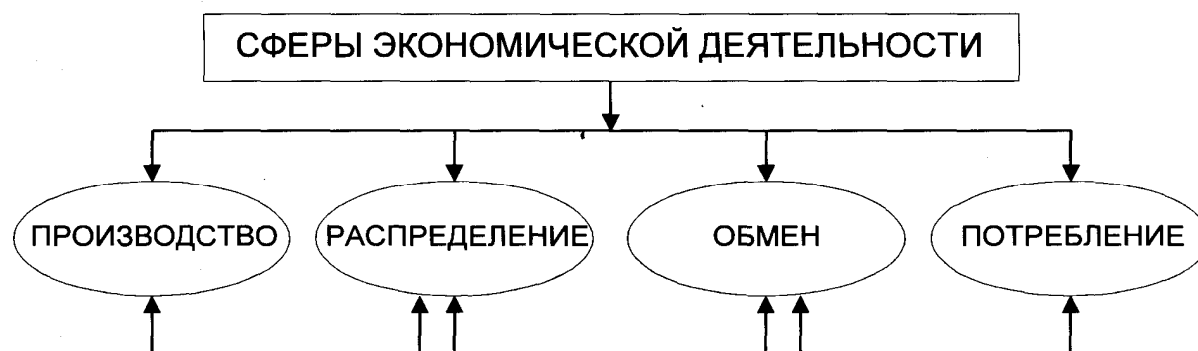 СФЕРЫ ЭКОНОМИЧЕСКОЙ ДЕЯТЕЛЬНОСТИ
ПРОИЗВОДСТВО
РАСПРЕДЕЛЕНИЕ
ОБМЕН
ПОТРЕБЛЕНИЕ